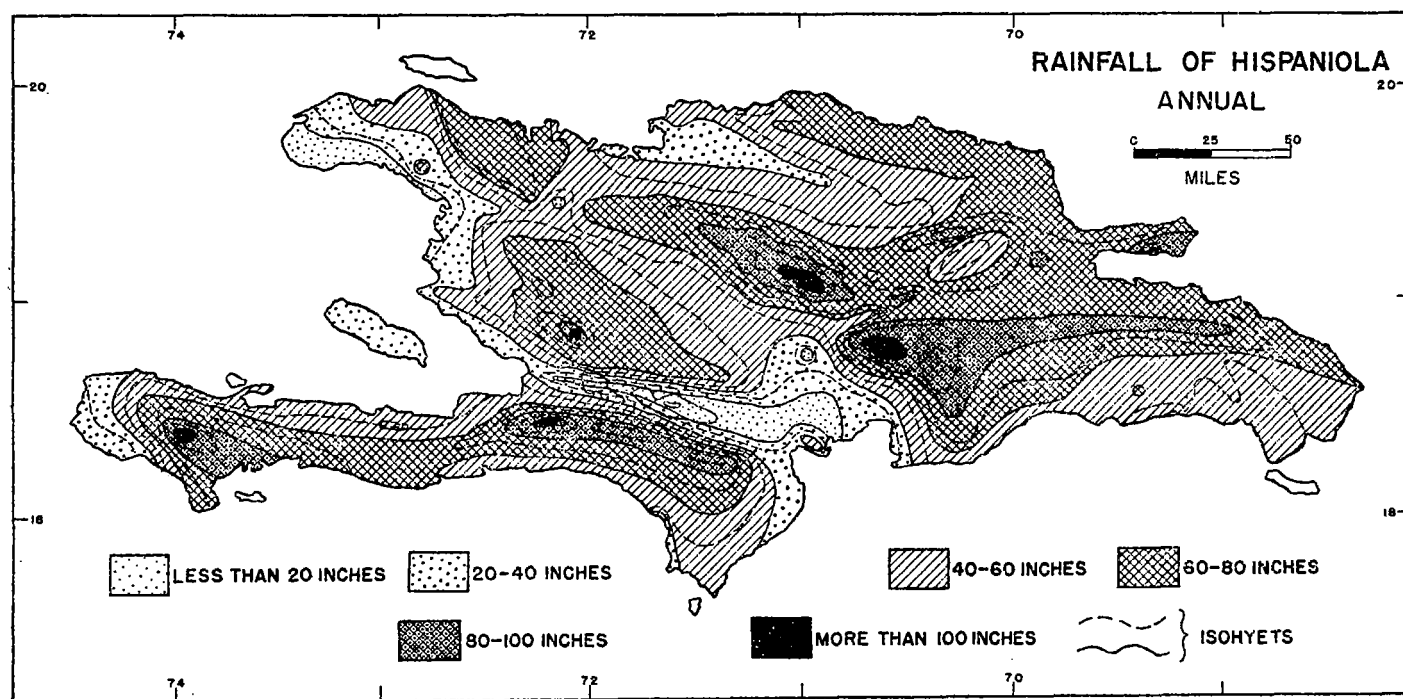 74
72
70
RAINFALL OF HISPANIOLA
20
20
ANNUAL
0 25 50
MILES
16
18
LESS THAN 20 INCHES
20-40 INCHES
40-60 INCHES
60-80 INCHES
80-100 INCHES
MORE THAN 100 INCHES
ISOHYETS
74
72
70